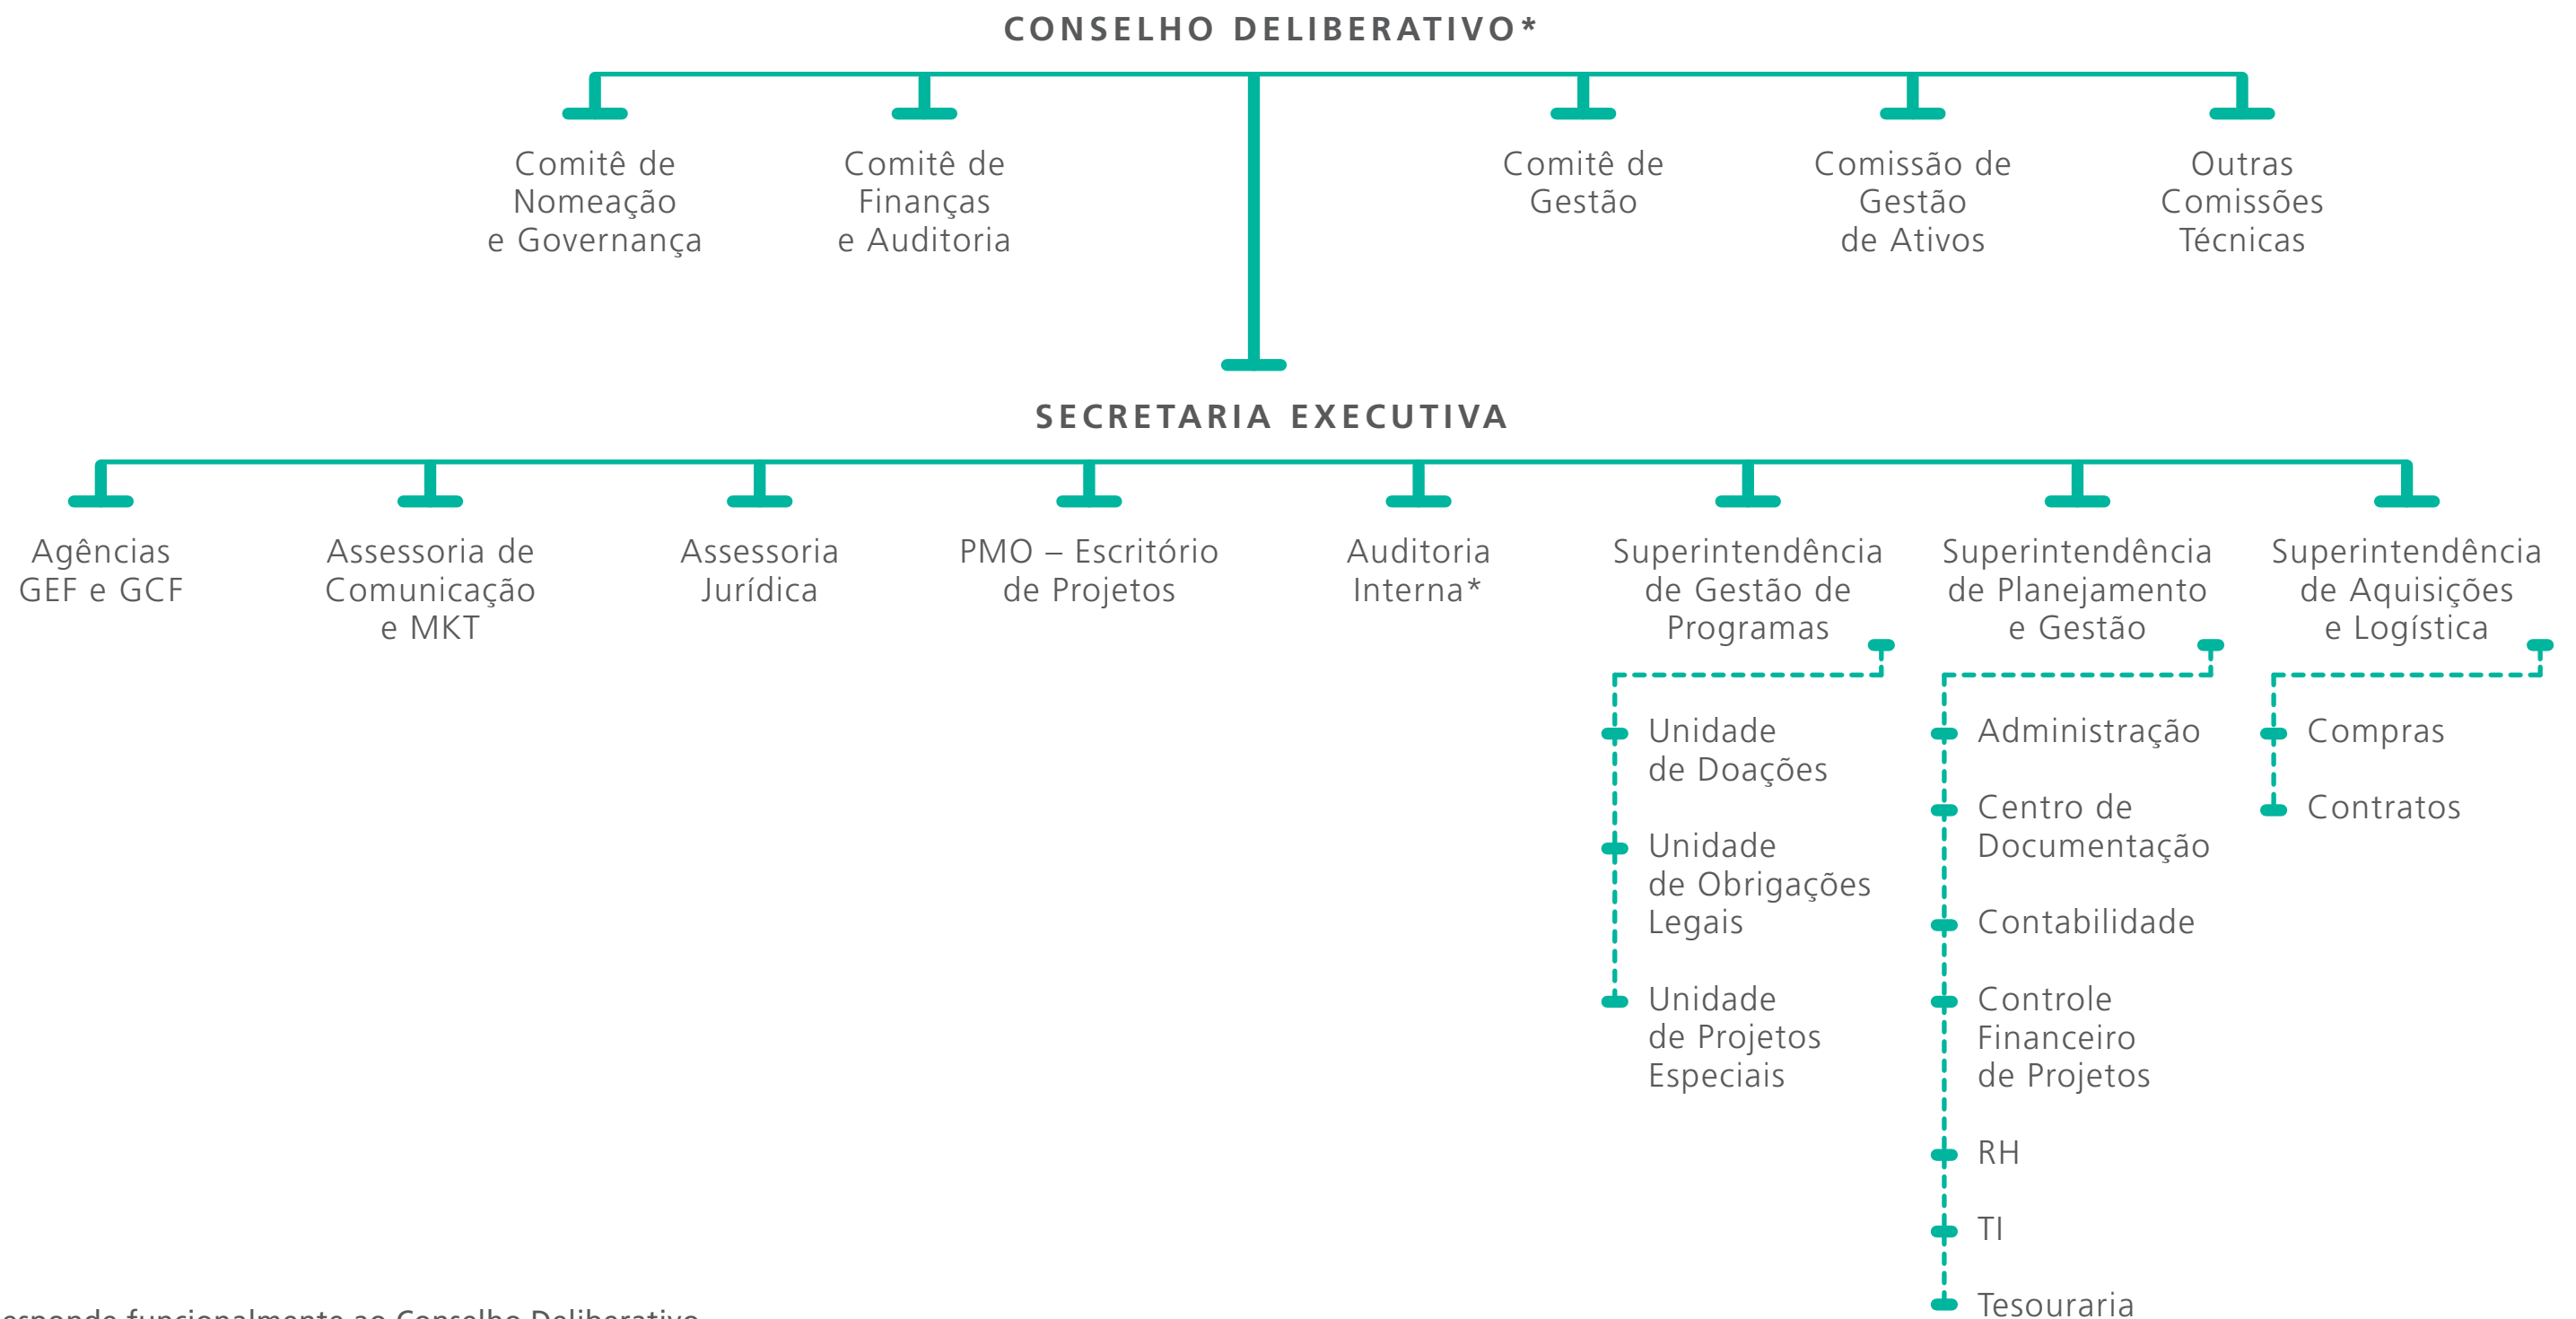 CONSELHO DELIBERATIVO*
Comitê de
Nomeação
e Governança
Comitê de
Finanças
e Auditoria
Comitê de
Gestão
Comissão de
Gestão
de Ativos
Outras
Comissões
Técnicas
SECRETARIA EXECUTIVA
Agências
GEF e GCF
Assessoria de
Comunicação
e MKT
Assessoria
Jurídica
PMO – Escritório
de Projetos
Auditoria
Interna*
Superintendência
de Gestão de
Programas
Unidade
de Doações
Unidade
de Obrigações
Legais
Unidade
de Projetos
Especiais
Superintendência
de Planejamento
e Gestão
Administração
Centro de
Documentação
Contabilidade
Controle
Financeiro
de Projetos
RH
TI
Tesouraria
Superintendência
de Aquisições
e Logística
Compras
Contratos
funcionalmente ao Conselho Deliberativo